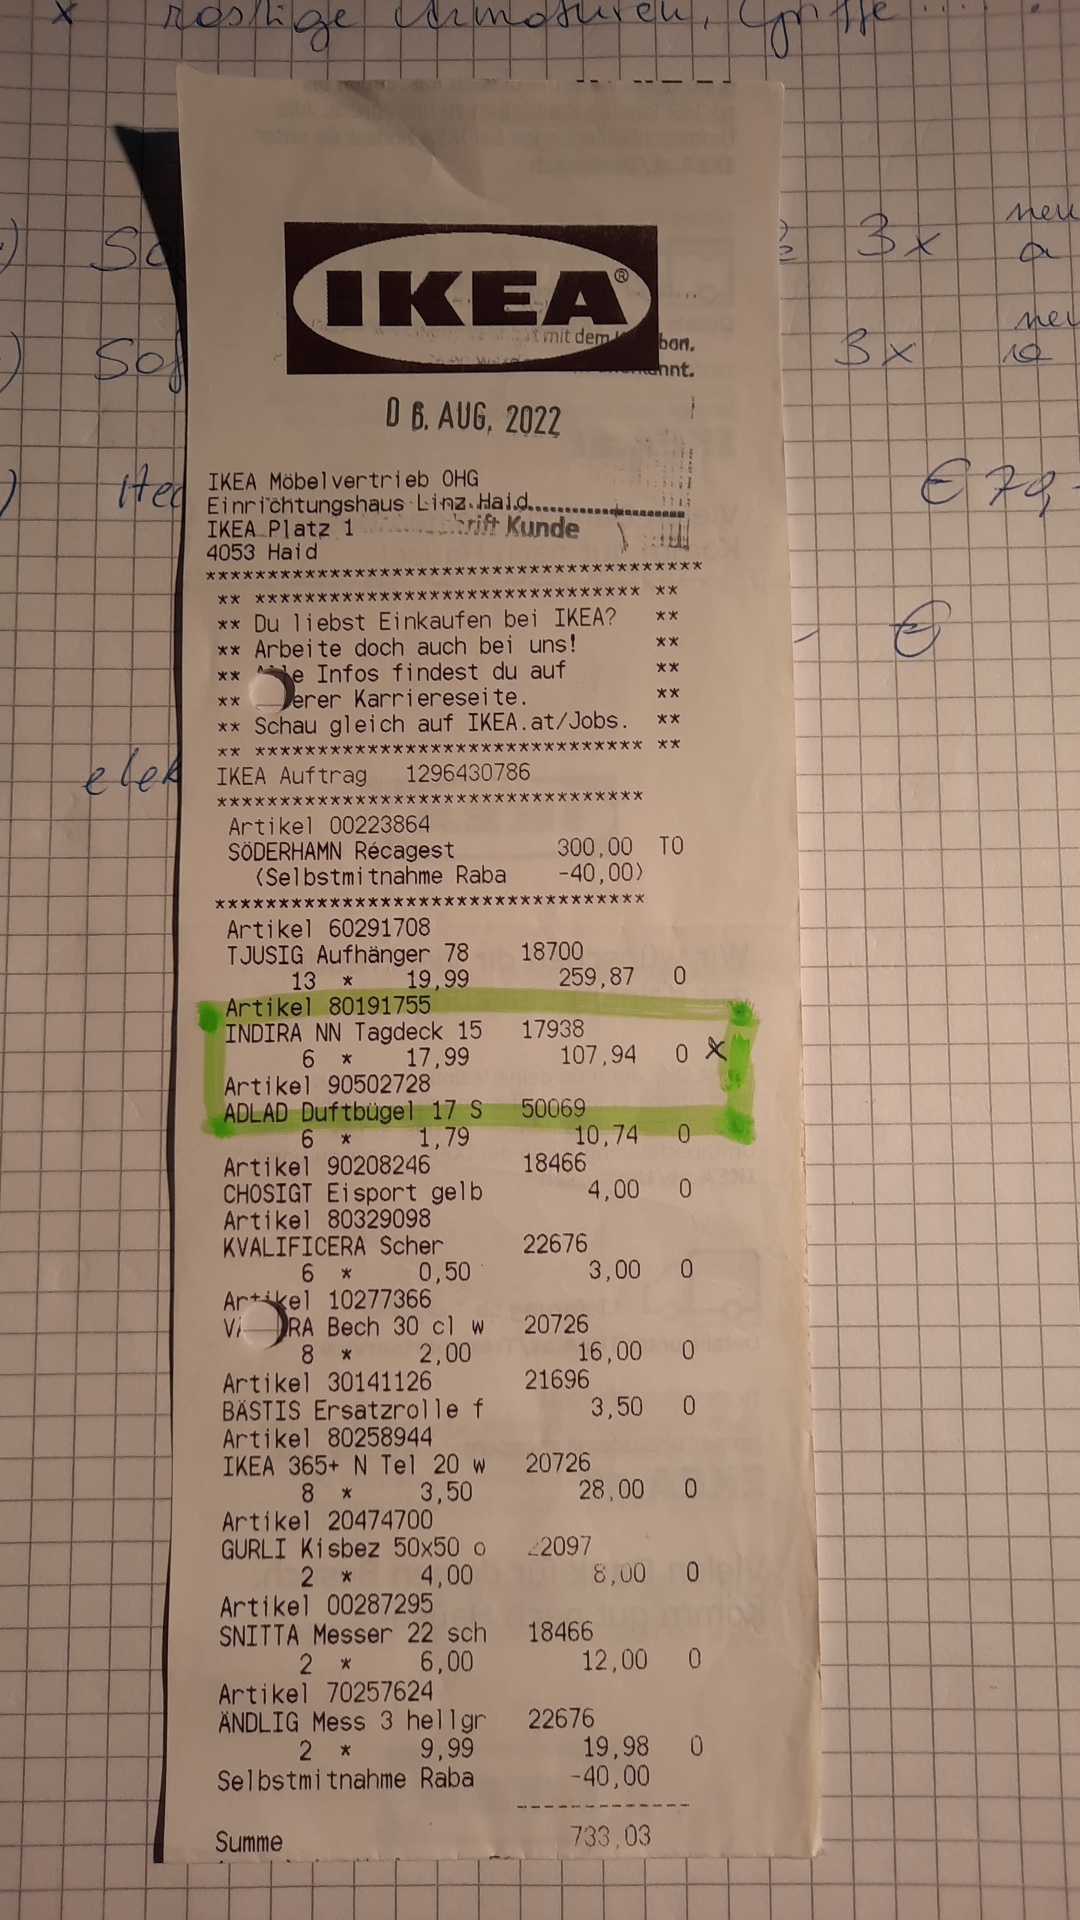 x rostige Armaturen, Griffe....
3x neu
a
3x neu
a
€ 79,-
- €
IKEA®
mit dem bon.
0 6. AUG, 2022
IKEA Möbelvertrieb OHG
Einrichtungshaus Linz Haid
IKEA Platz 1
rift Kunde
4053 Haid
****************************************
** ******************************* **
** Du liebst Einkaufen bei IKEA? **
** Arbeite doch auch bei uns! **
** e Infos findest du auf **
** erer Karriereseite. **
** Schau gleich auf IKEA.at/Jobs. **
** ******************************* **
IKEA Auftrag 1296430786
**********************************
Artikel 00223864
SÖDERHAMN Récagest 300,00 TO
(Selbstmitnahme Raba -40,00)
**********************************
Artikel 60291708
TJUSIG Aufhänger 78 18700
13 * 19,99 259,87 0
Artikel 80191755
INDIRA NN Tagdeck 15 17938
6 * 17,99 107,94 0 x
Artikel 90502728
ADLAD Duftbügel 17 S 50069
6 * 1,79 10,74 0
Artikel 90208246 18466
CHOSIGT Eisport gelb 4,00 0
Artikel 80329098
KVALIFICERA Scher 22676
6 * 0,50 3,00 0
Artikel 10277366
V RA Bech 30 cl w 20726
8 * 2,00 16,00 0
Artikel 30141126 21696
BÄSTIS Ersatzrolle f 3,50 0
Artikel 80258944
IKEA 365+ N Tel 20 w 20726
8 * 3,50 28,00 0
Artikel 20474700
GURLI Kisbez 50x50 o 22097
2 * 4,00 8,00 0
Artikel 00287295
SNITTA Messer 22 sch 18466
2 * 6,00 12,00 0
Artikel 70257624
ÄNDLIG Mess 3 hellgr 22676
2 * 9,99 19,98 0
Selbstmitnahme Raba -40,00
--------------
Summe 733,03